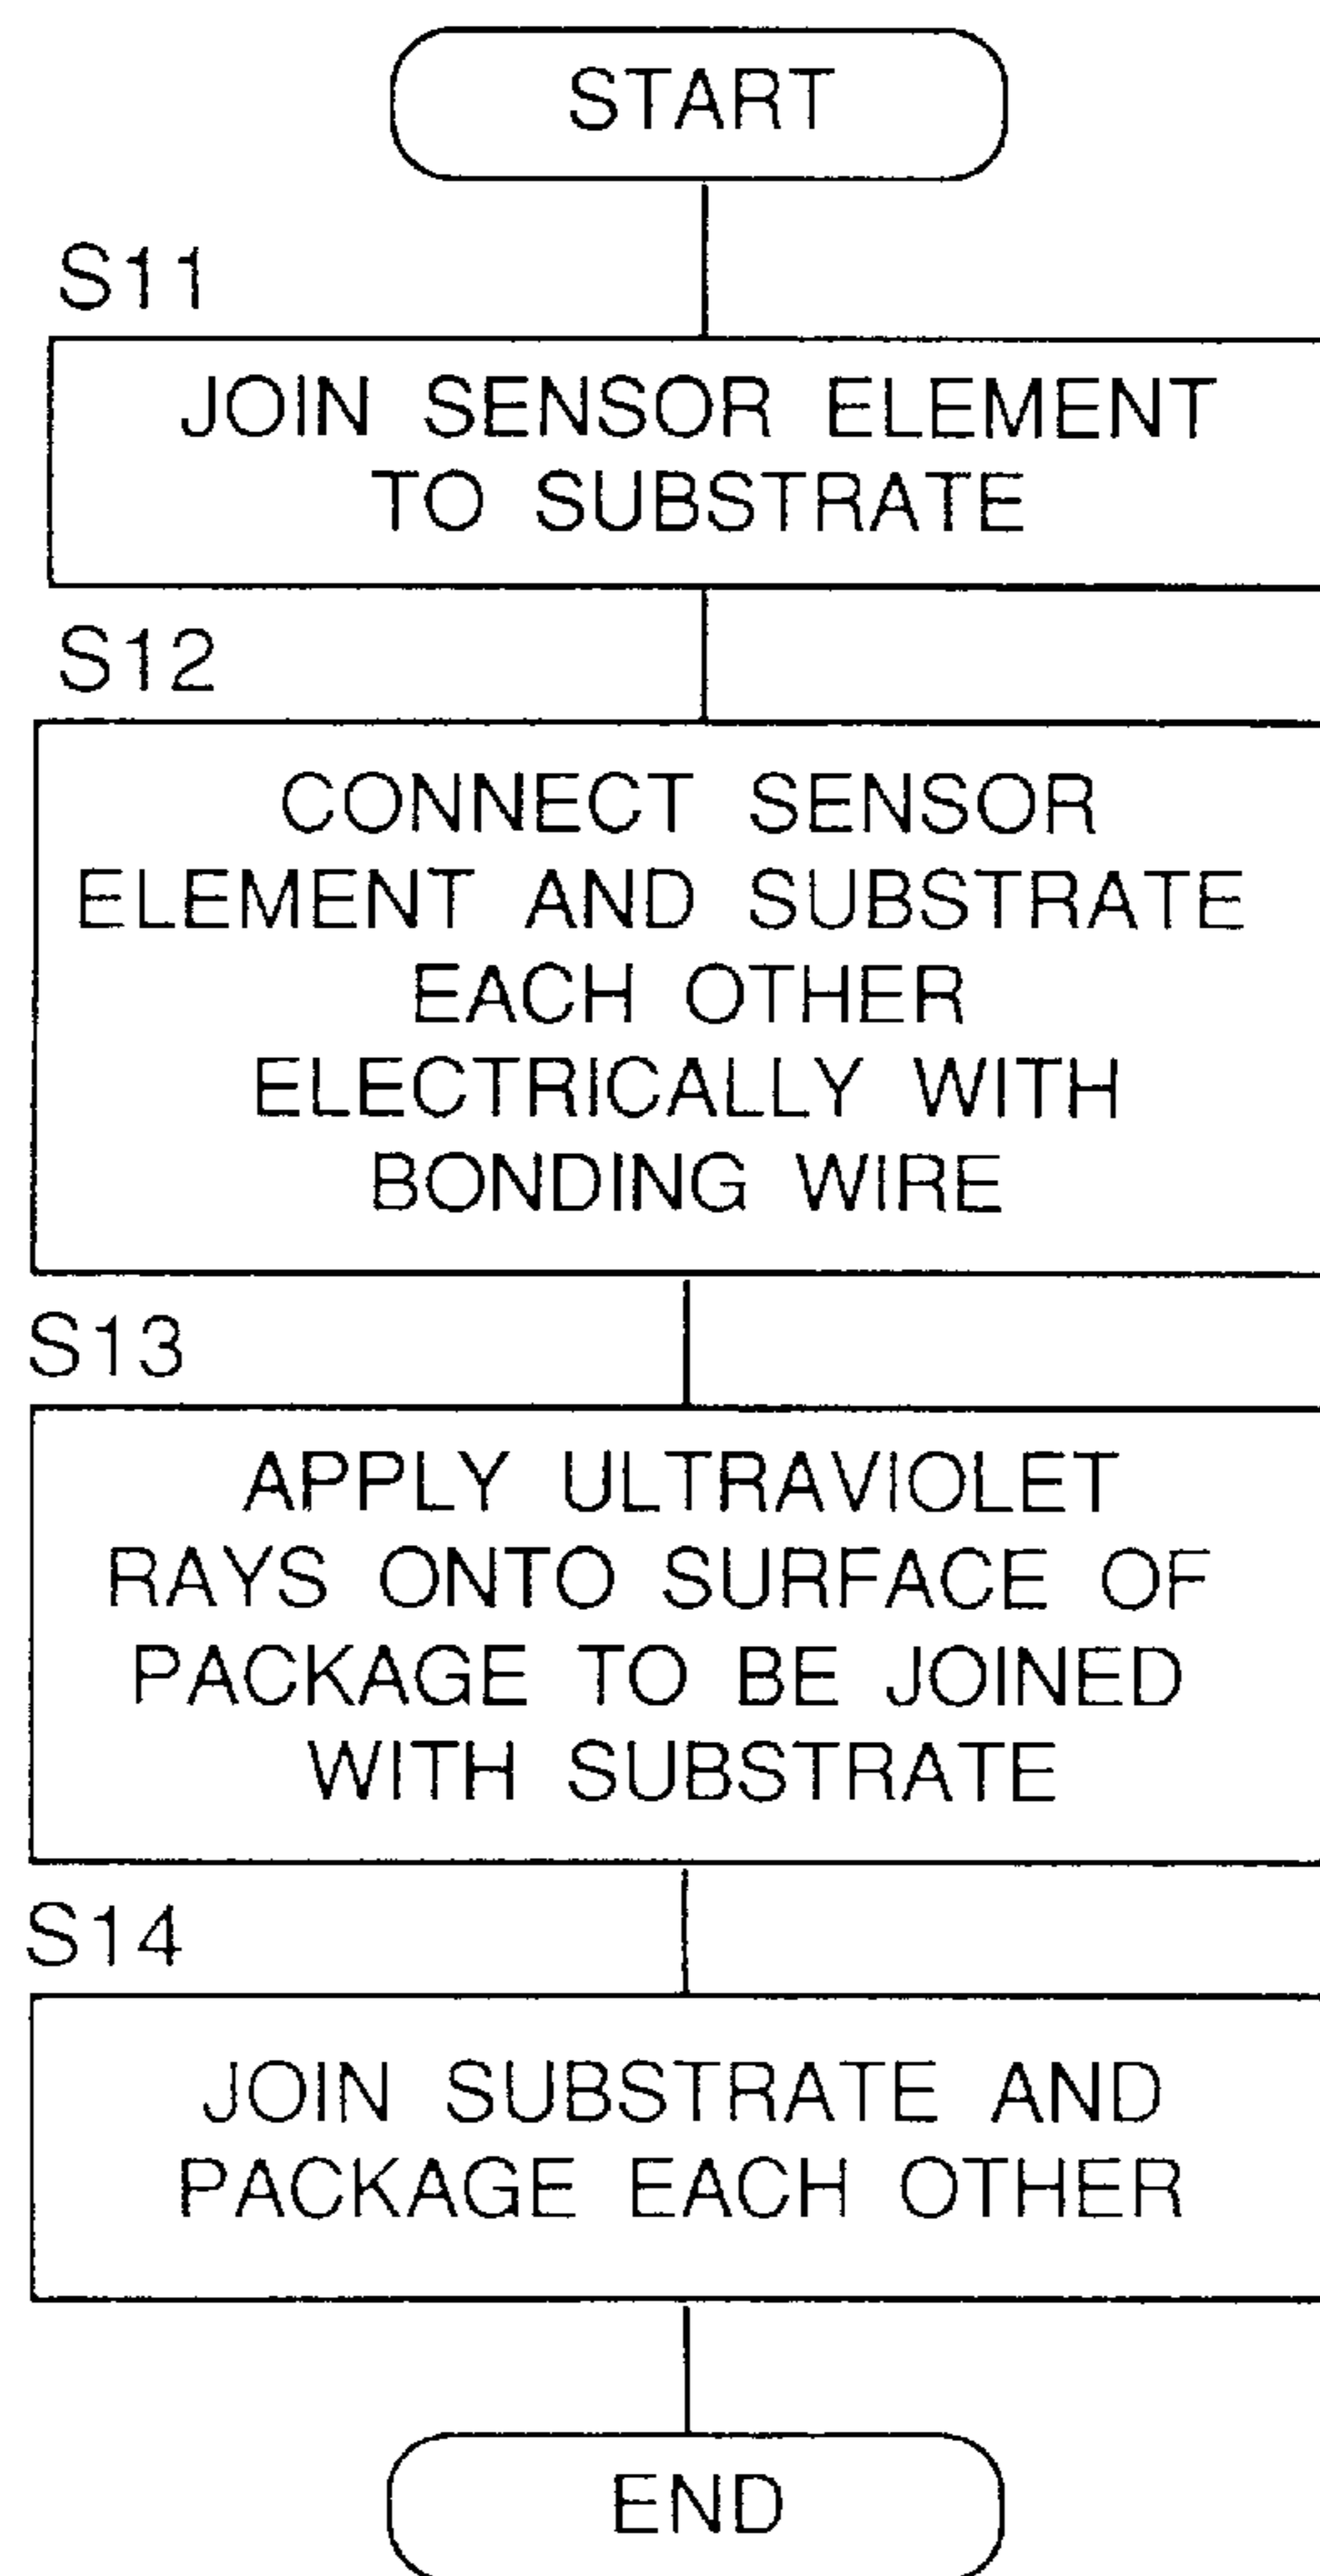 START
S11
JOIN SENSOR ELEMENT
TO SUBSTRATE
S12
CONNECT SENSOR
ELEMENT AND SUBSTRATE
EACH OTHER
ELECTRICALLY WITH
BONDING WIRE
S13
APPLY ULTRAVIOLET
RAYS ONTO SURFACE OF
PACKAGE TO BE JOINED
WITH SUBSTRATE
S14
JOIN SUBSTRATE AND
PACKAGE EACH OTHER
END